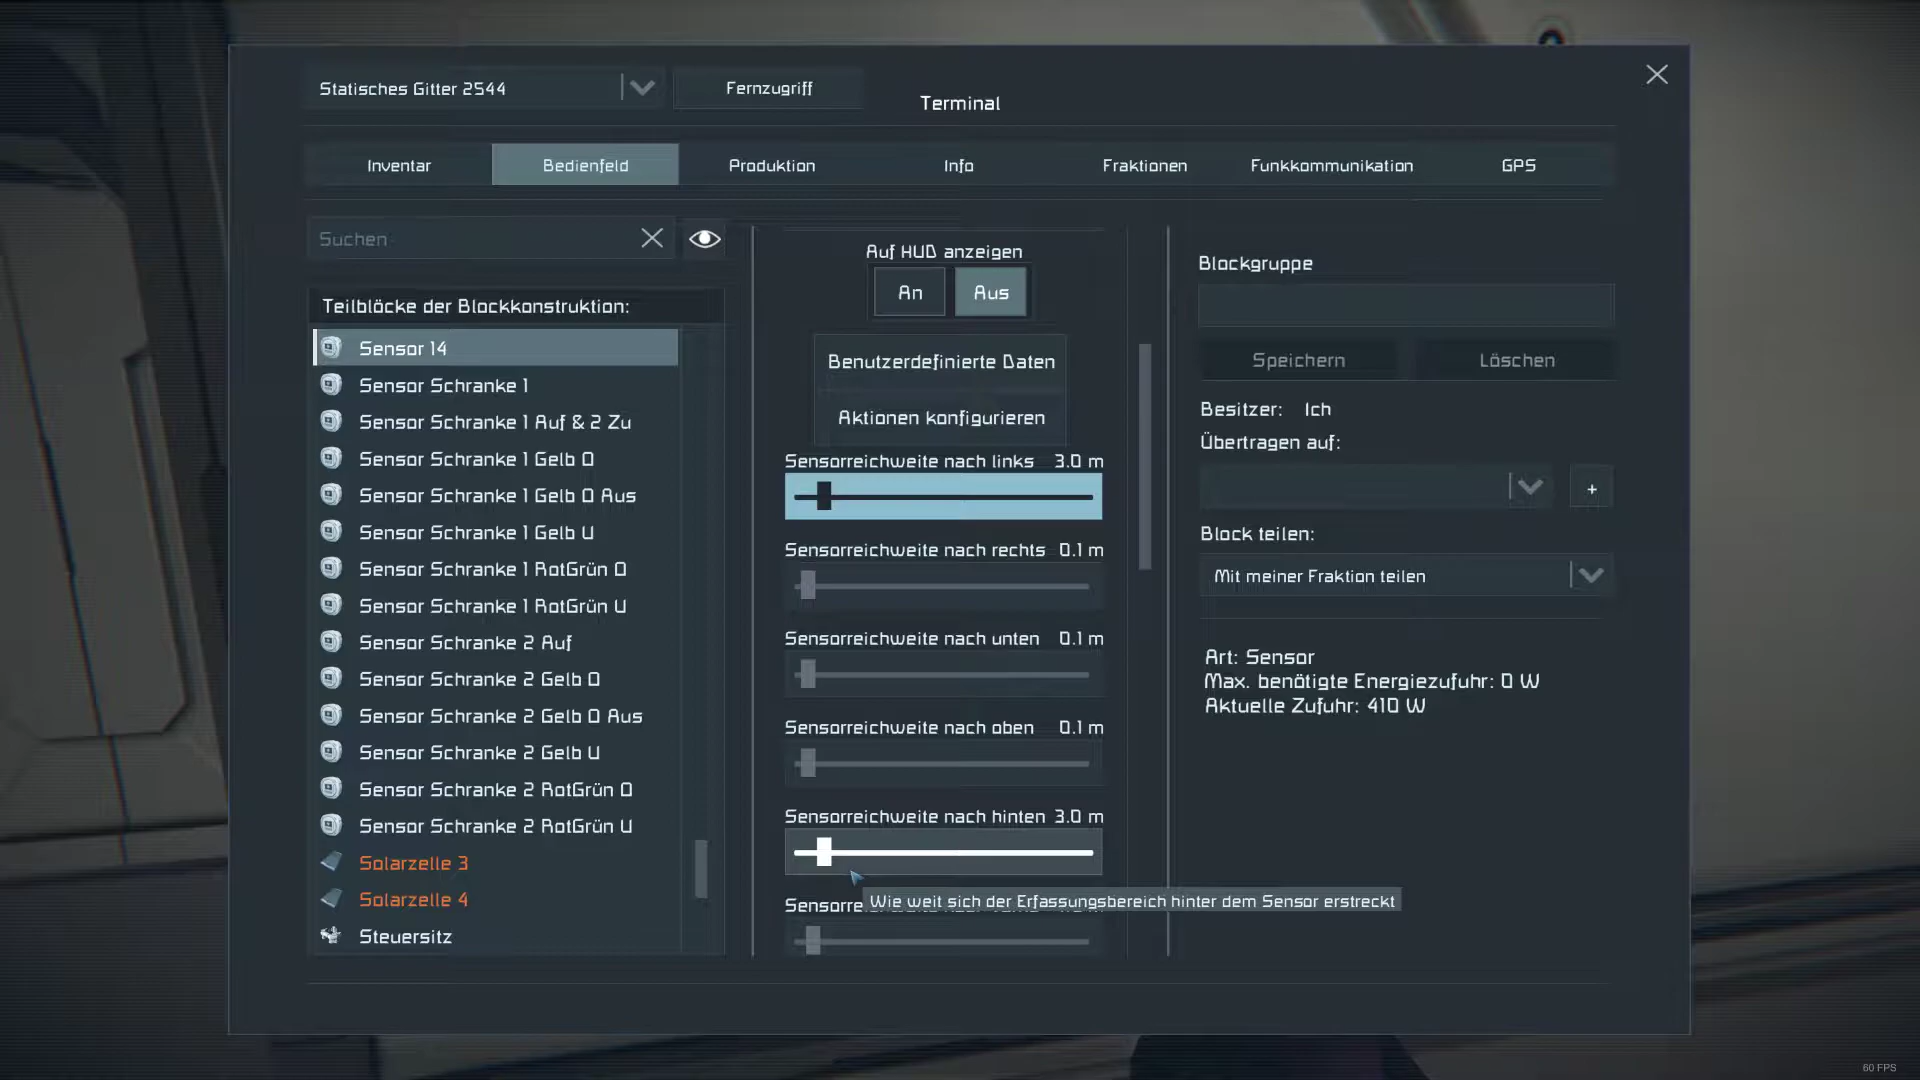 Statisches Gitter 2544
Fernzugriff
Terminal
Inventar
Bedienfeld
Produktion
Info
Fraktionen
Funkkommunikation
GPS
Suchen
Teilblöcke der Blockkonstruktion:
Sensor 14
Sensor Schranke 1
Sensor Schranke 1 Auf & 2 Zu
Sensor Schranke 1 Gelb O
Sensor Schranke 1 Gelb O Aus
Sensor Schranke 1 Gelb U
Sensor Schranke 1 RotGrün O
Sensor Schranke 1 RotGrün U
Sensor Schranke 2 Auf
Sensor Schranke 2 Gelb O
Sensor Schranke 2 Gelb O Aus
Sensor Schranke 2 Gelb U
Sensor Schranke 2 RotGrün O
Sensor Schranke 2 RotGrün U
Solarzelle 3
Solarzelle 4
Steuersitz
Auf HUD anzeigen
An
Aus
Benutzerdefinierte Daten
Aktionen konfigurieren
Sensorreichweite nach links 3.0 m
Sensorreichweite nach rechts 0.1 m
Sensorreichweite nach unten 0.1 m
Sensorreichweite nach oben 0.1 m
Sensorreichweite nach hinten 3.0 m
Wie weit sich der Erfassungsbereich hinter dem Sensor erstreckt
Blockgruppe
Speichern
Löschen
Besitzer: Ich
Übertragen auf:
+
Block teilen:
Mit meiner Fraktion teilen
Art: Sensor
Max. benötigte Energiezufuhr: 0 W
Aktuelle Zufuhr: 410 W
60 FPS